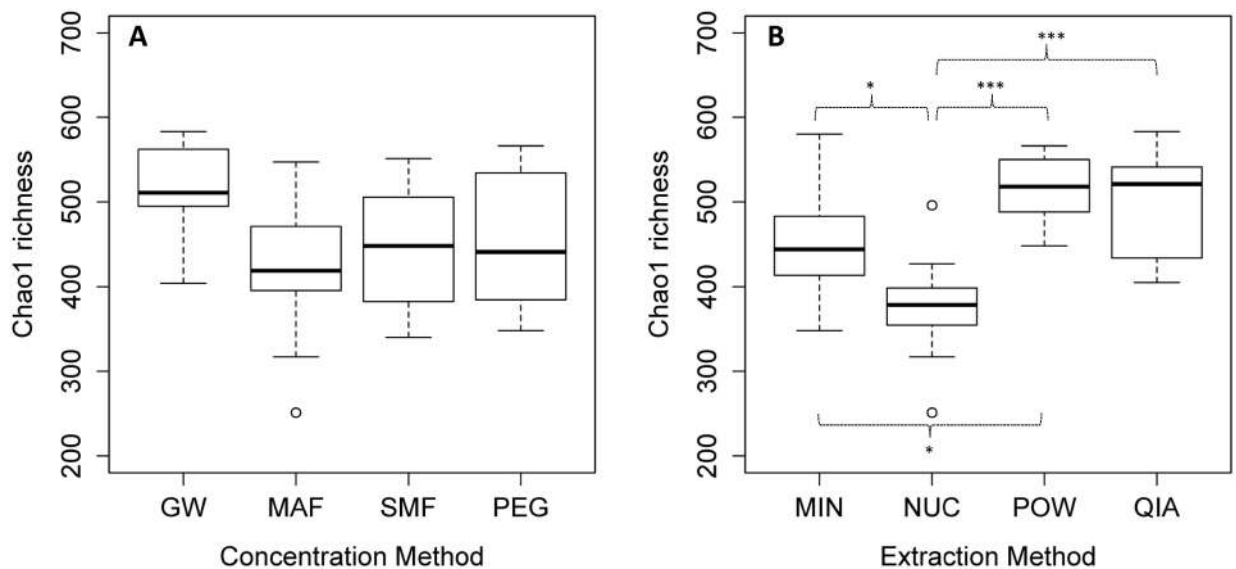 A
Chao1 richness
700
600
500
400
300
200
GW MAF SMF PEG
Concentration Method
B
Chao1 richness
700
600
500
400
300
200
***
* ***
*
MIN NUC POW QIA
Extraction Method